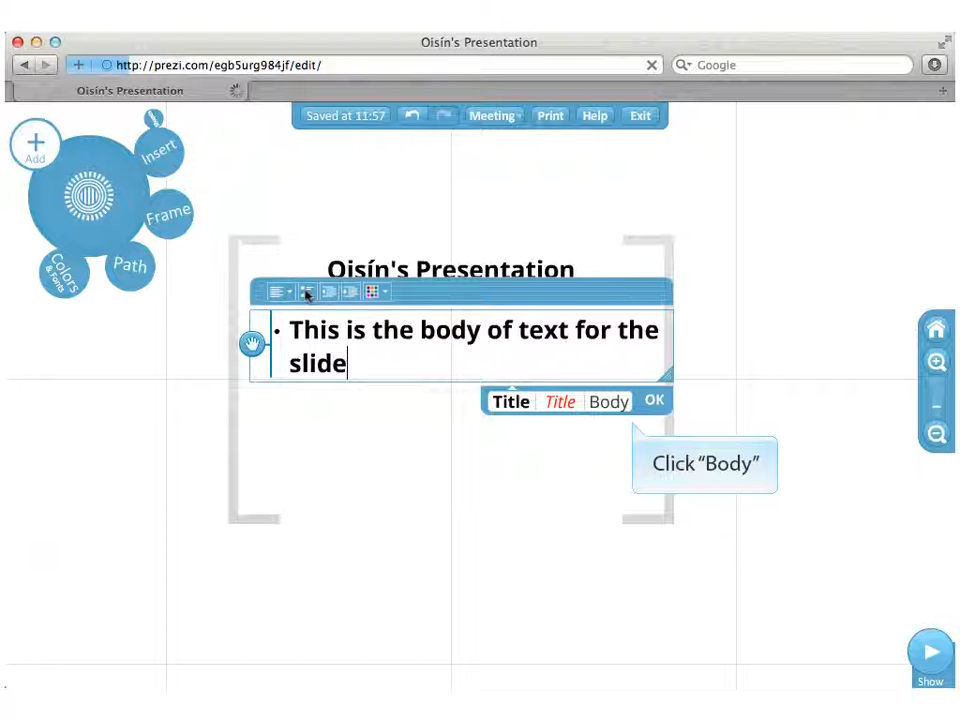 Oisín's Presentation
http://prezi.com/egb5urg984jf/edit/
Google
Oisín's Presentation
Saved at 11:57
Meeting
Print
Help
Exit
Add
Insert
Frame
Path
Colors
& Fonts
Oisín's Presentation
• This is the body of text for the
slide
Title
Title
Body
OK
Click “Body”
Show